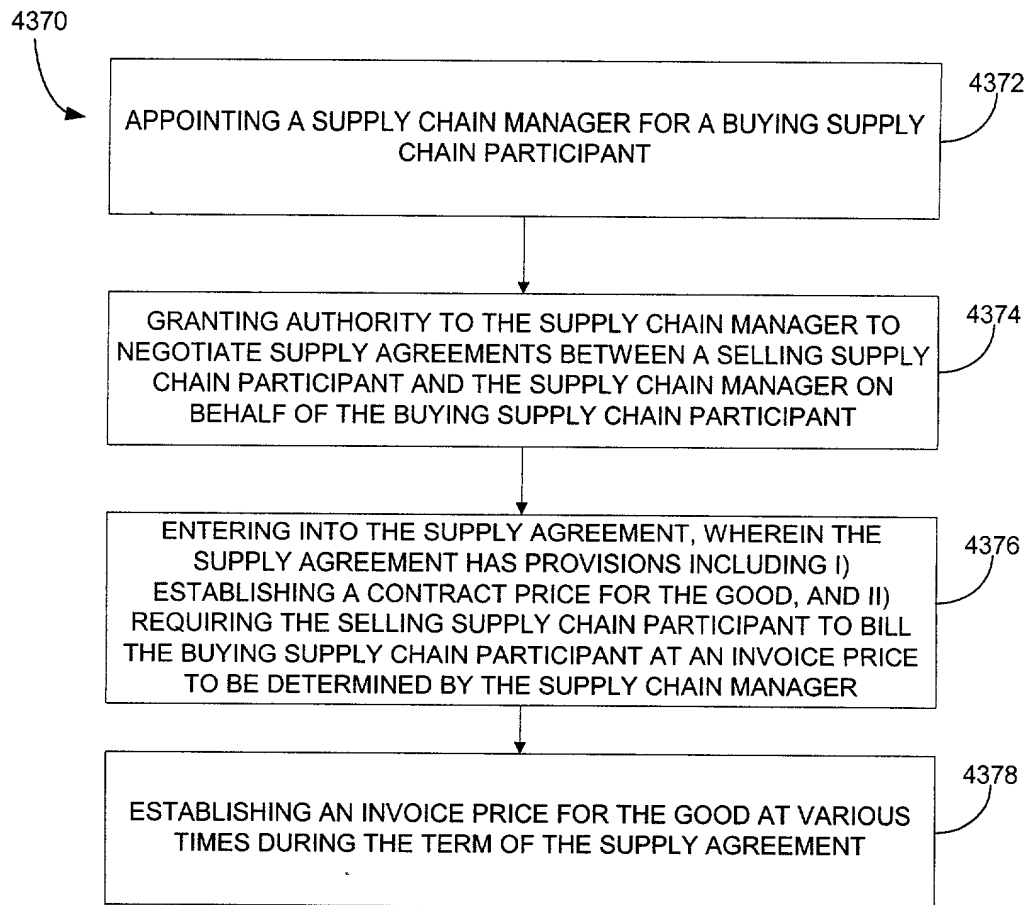 4370
4372
APPOINTING A SUPPLY CHAIN MANAGER FOR A BUYING SUPPLY
CHAIN PARTICIPANT
4374
GRANTING AUTHORITY TO THE SUPPLY CHAIN MANAGER TO
NEGOTIATE SUPPLY AGREEMENTS BETWEEN A SELLING SUPPLY
CHAIN PARTICIPANT AND THE SUPPLY CHAIN MANAGER ON
BEHALF OF THE BUYING SUPPLY CHAIN PARTICIPANT
4376
ENTERING INTO THE SUPPLY AGREEMENT, WHEREIN THE
SUPPLY AGREEMENT HAS PROVISIONS INCLUDING I)
ESTABLISHING A CONTRACT PRICE FOR THE GOOD, AND II)
REQUIRING THE SELLING SUPPLY CHAIN PARTICIPANT TO BILL
THE BUYING SUPPLY CHAIN PARTICIPANT AT AN INVOICE PRICE
TO BE DETERMINED BY THE SUPPLY CHAIN MANAGER
4378
ESTABLISHING AN INVOICE PRICE FOR THE GOOD AT VARIOUS
TIMES DURING THE TERM OF THE SUPPLY AGREEMENT